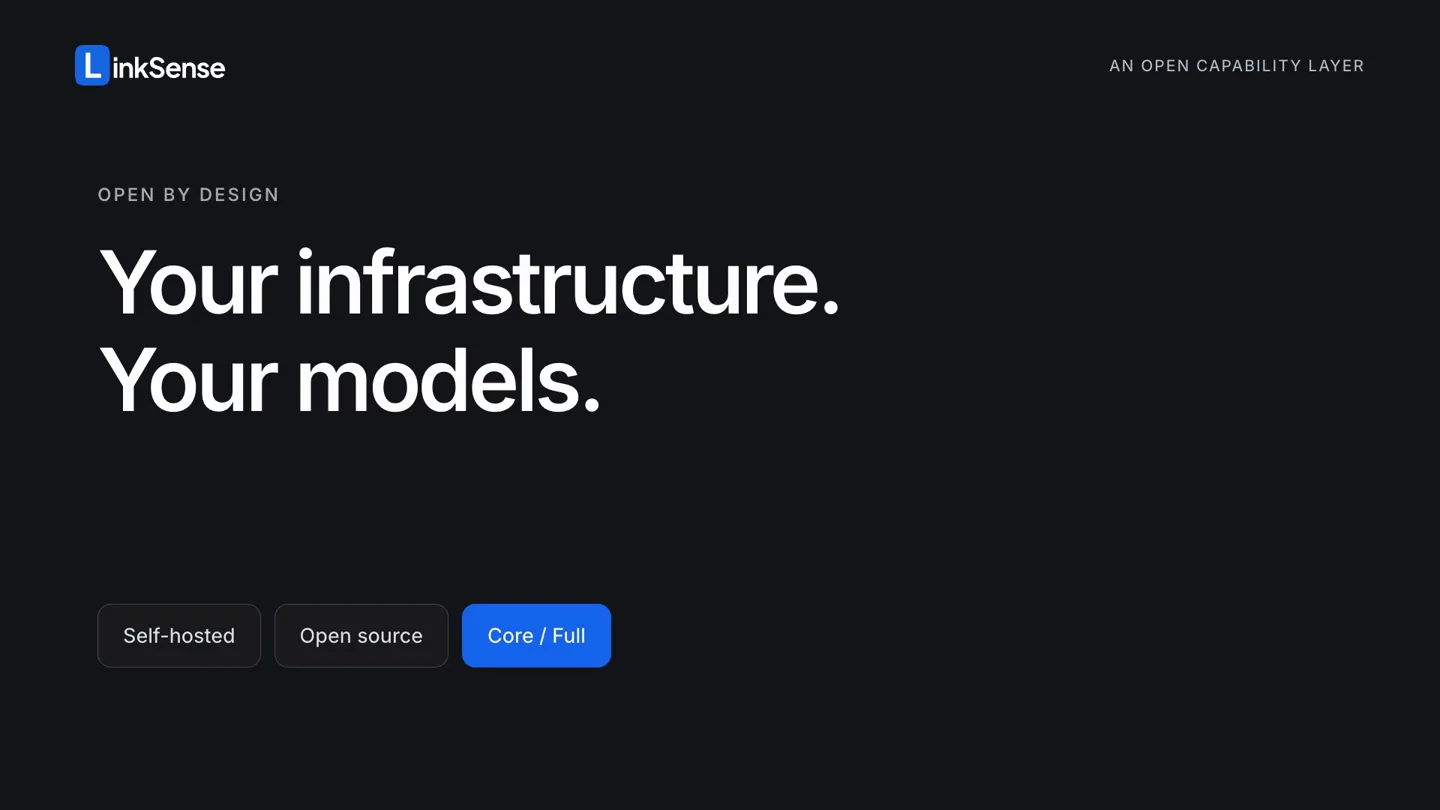 LinkSense
AN OPEN CAPABILITY LAYER
OPEN BY DESIGN
Your infrastructure.
Your models.
Self-hosted
Open source
Core / Full